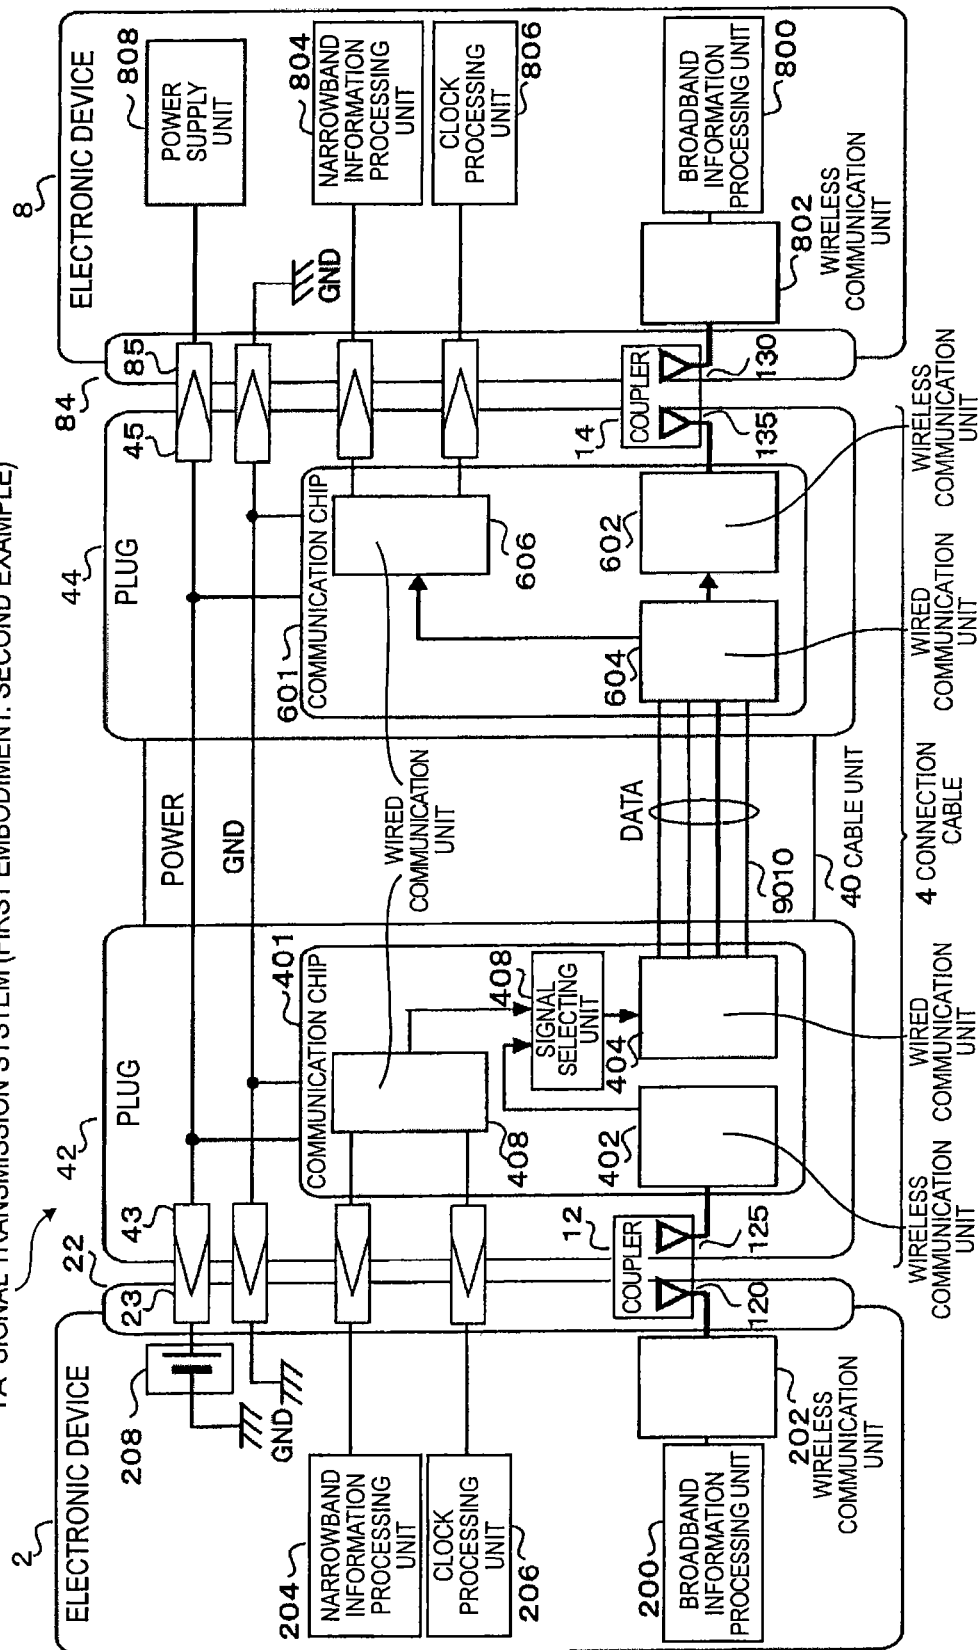 1A SIGNAL TRANSMISSION SYSTEM (FIRST EMBODIMENT: SECOND EXAMPLE)
2
ELECTRONIC DEVICE
208
GND
204
NARROWBAND
INFORMATION
PROCESSING
UNIT
CLOCK
PROCESSING
UNIT
206
200
BROADBAND
INFORMATION
PROCESSING UNIT
202
WIRELESS
COMMUNICATION
UNIT
22
23
43
12
COUPLER
120
125
42
PLUG
401
COMMUNICATION CHIP
408
408
SIGNAL
SELECTING
UNIT
402
404
WIRELESS
COMMUNICATION
UNIT
WIRED
COMMUNICATION
UNIT
POWER
GND
WIRED
COMMUNICATION
UNIT
DATA
9010
40 CABLE UNIT
4 CONNECTION
CABLE
44
PLUG
601
COMMUNICATION CHIP
606
604
602
WIRED
COMMUNICATION
UNIT
WIRELESS
COMMUNICATION
UNIT
84
45
85
14
COUPLER
135
130
8
ELECTRONIC DEVICE
808
POWER
SUPPLY
UNIT
GND
804
NARROWBAND
INFORMATION
PROCESSING
UNIT
CLOCK
PROCESSING
UNIT
806
BROADBAND
INFORMATION
PROCESSING UNIT
800
802
WIRELESS
COMMUNICATION
UNIT